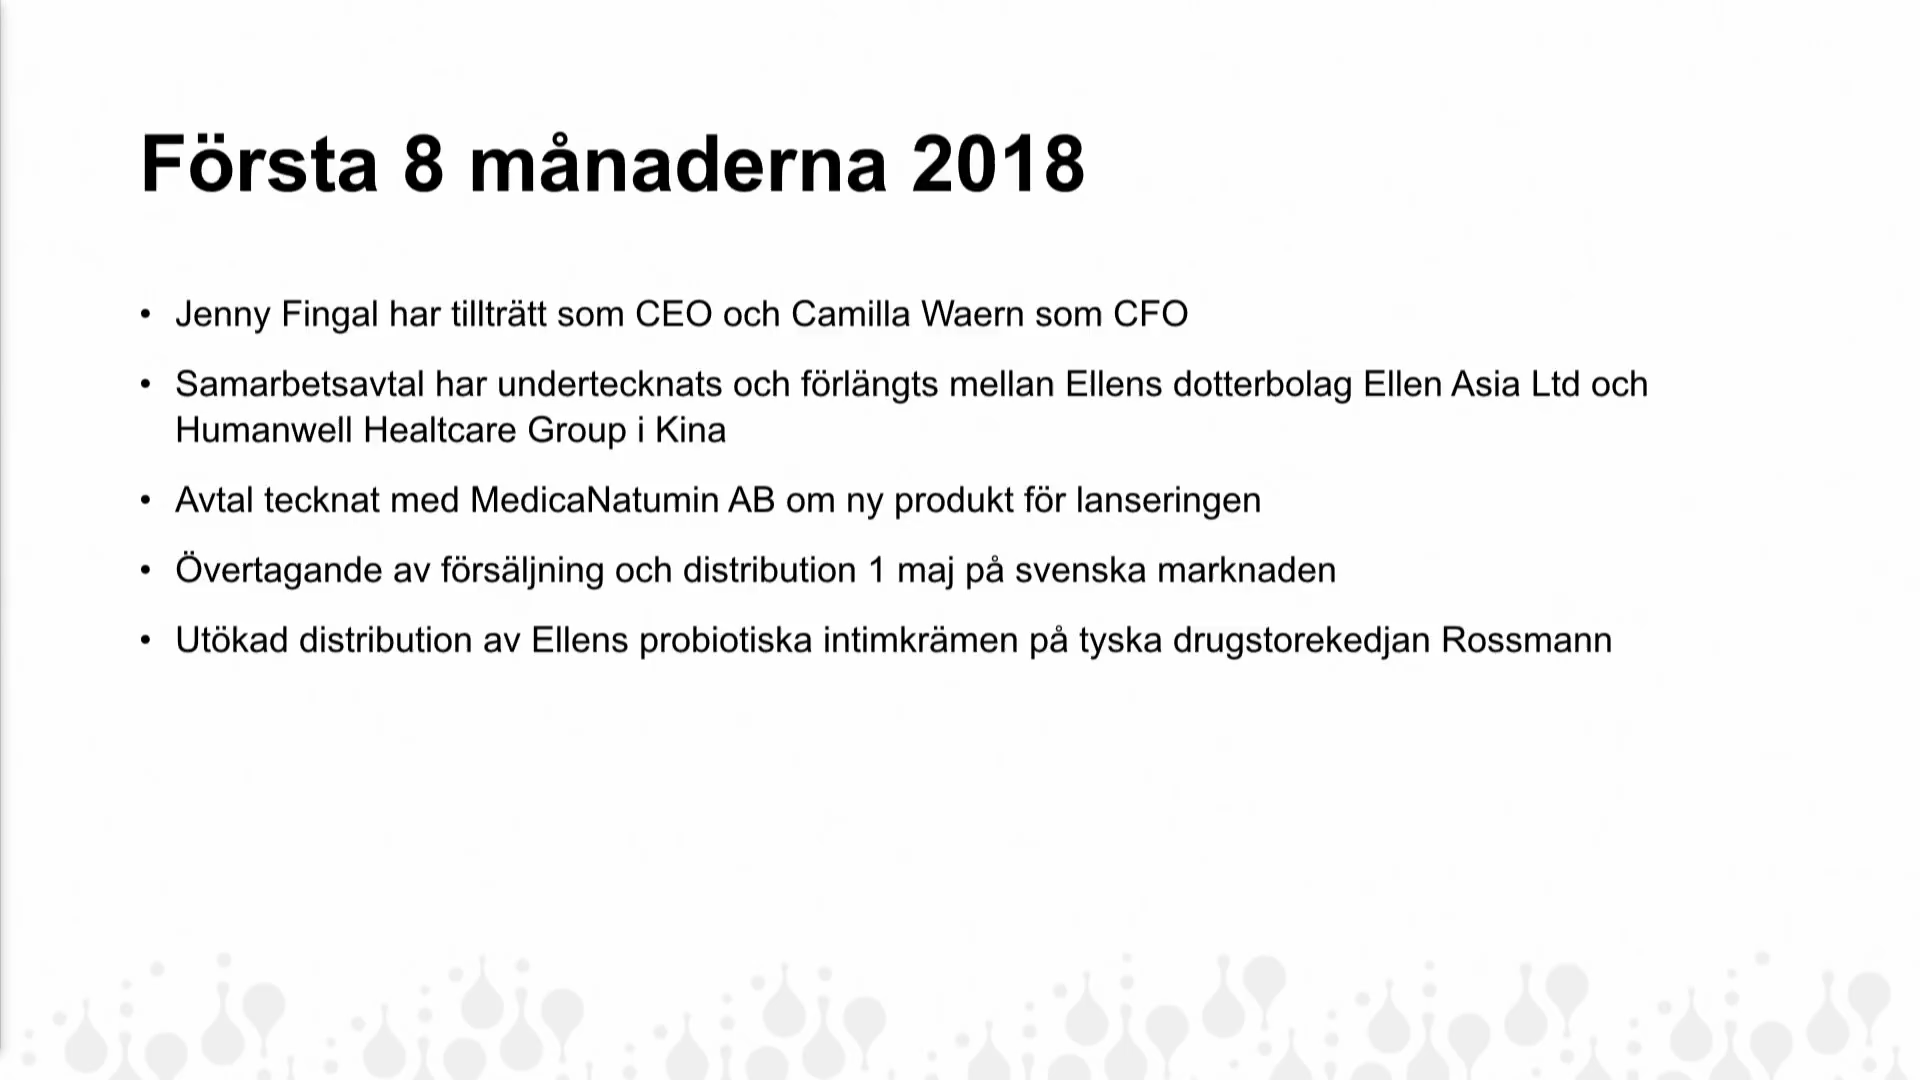 Första 8 månaderna 2018
• Jenny Fingal har tillträtt som CEO och Camilla Waern som CFO
• Samarbetsavtal har undertecknats och förlängts mellan Ellens dotterbolag Ellen Asia Ltd och
Humanwell Healtcare Group i Kina
• Avtal tecknat med MedicaNatumin AB om ny produkt för lanseringen
• Övertagande av försäljning och distribution 1 maj på svenska marknaden
• Utökad distribution av Ellens probiotiska intimkrämen på tyska drugstorekedjan Rossmann